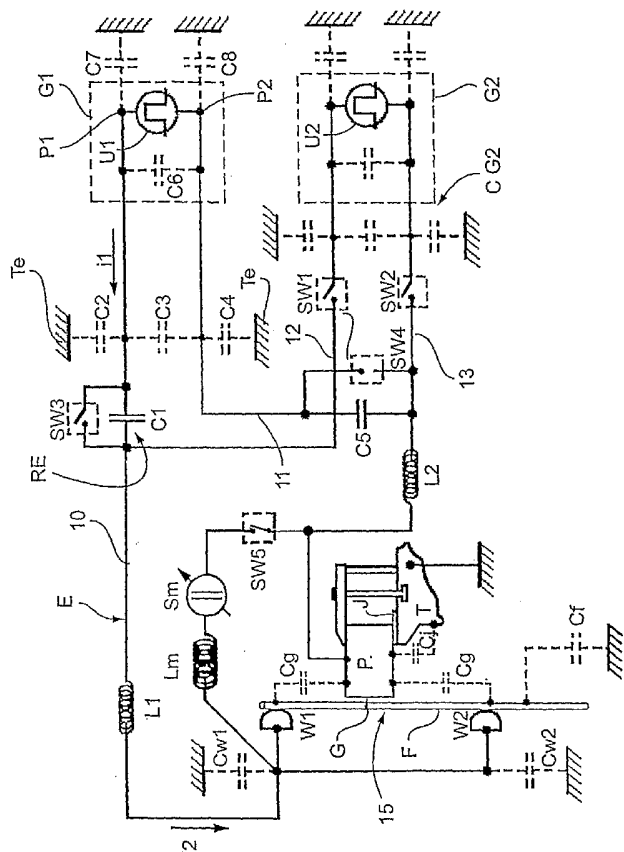 G1
C7
P1
U1
C6
C8
P2
G2
U2
C G2
Te
i1
C2
C3
C4
Te
SW3
C1
RE
SW1
12
SW2
SW4
13
11
C5
10
E
L1
L2
Sm
SW5
Lm
Cg
J
P.
T
Cj
Cg
Cf
W1
G
W2
F
15
Cw1
Cw2
2